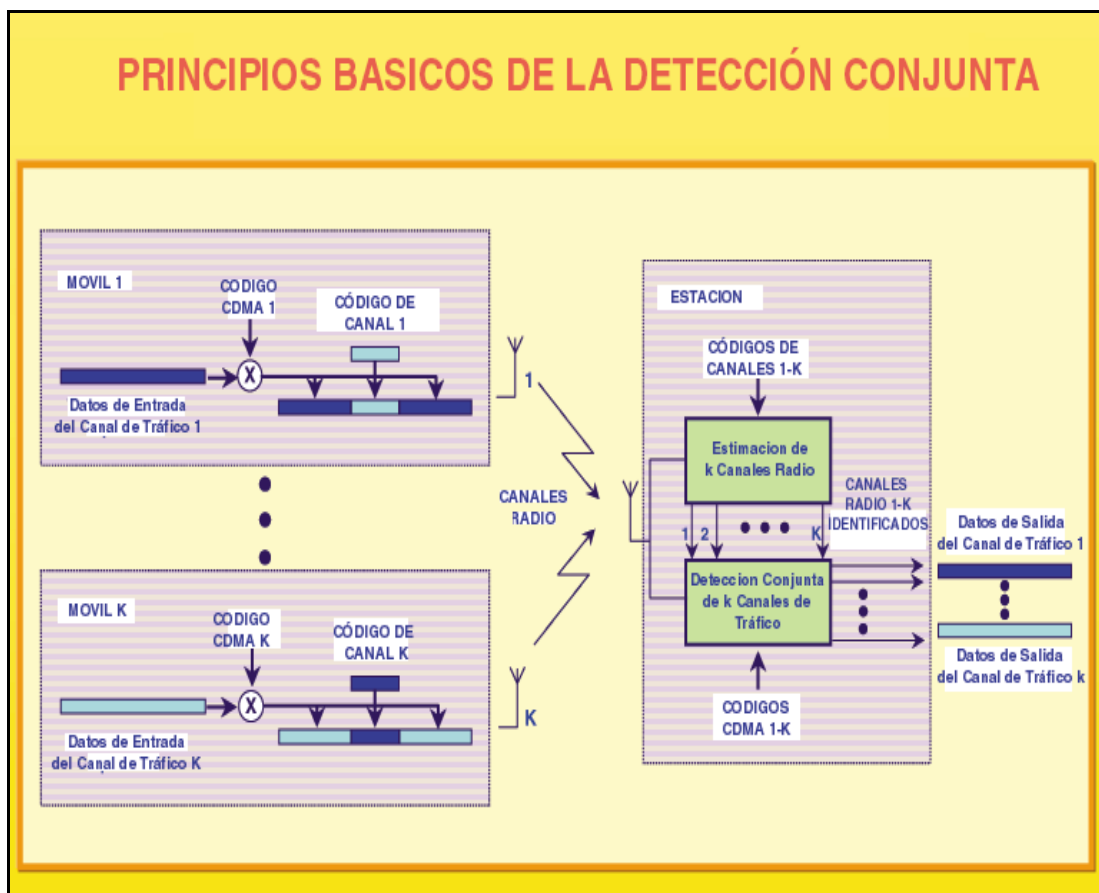 PRINCIPIOS BASICOS DE LA DETECCIÓN CONJUNTA
MOVIL 1
CODIGO
CDMA 1
CÓDIGO DE
CANAL 1
X
Datos de Entrada
del Canal de Tráfico 1
1
MOVIL K
CODIGO
CDMA K
CÓDIGO DE
CANAL K
X
Datos de Entrada
del Canal de Tráfico K
K
CANALES
RADIO
ESTACION
CÓDIGOS DE
CANALES 1-K
Estimacion de
k Canales Radio
1 2 K
CANALES
RADIO 1-K
IDENTIFICADOS
Deteccion Conjunta
de k Canales de
Tráfico
CODIGOS
CDMA 1-K
Datos de Salida
del Canal de Tráfico 1
Datos de Salida
del Canal de Tráfico k